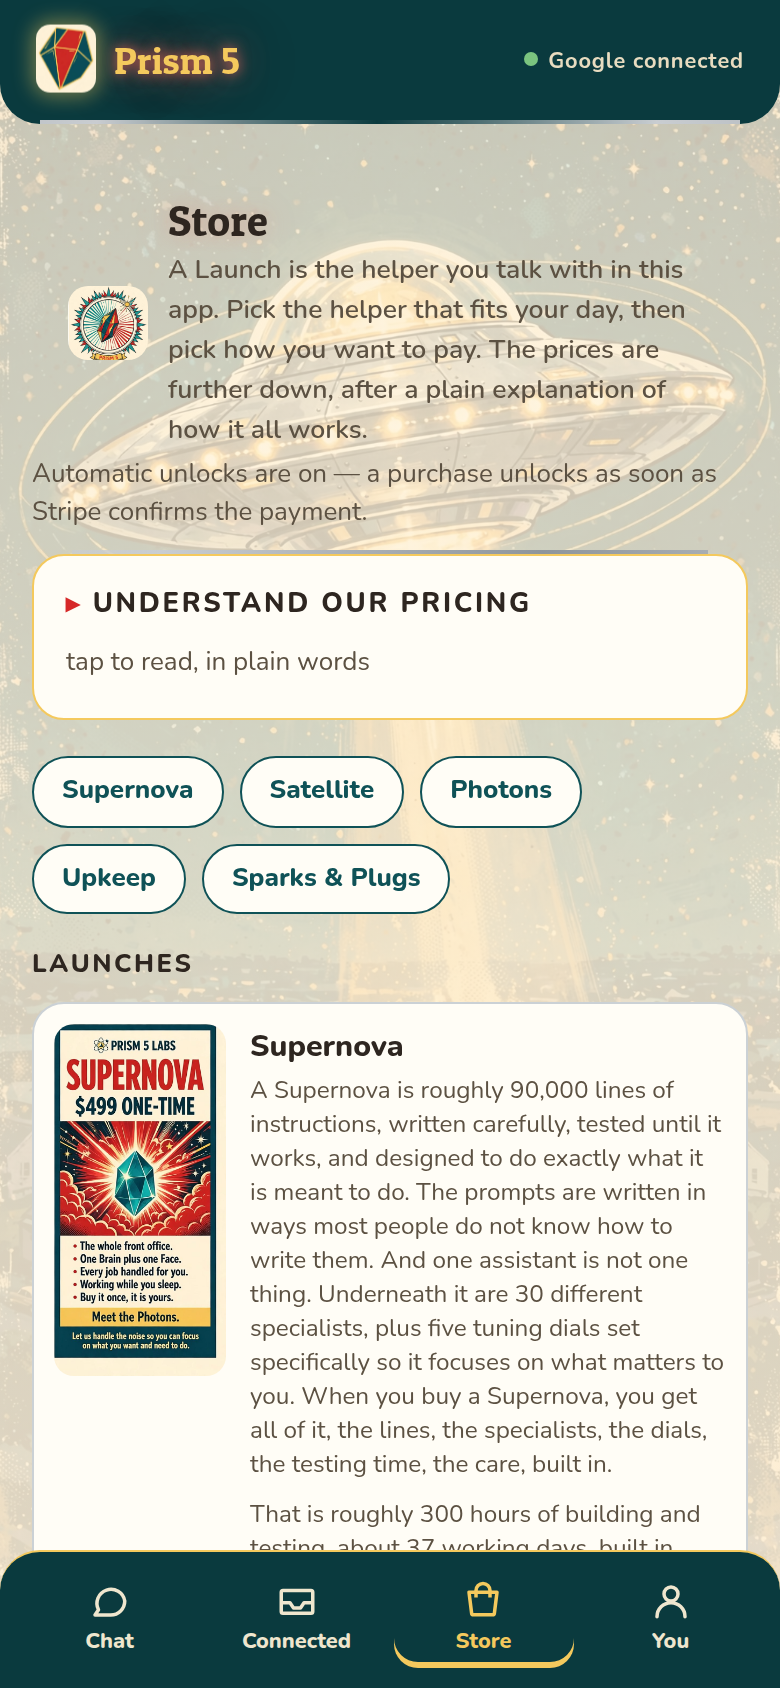 Prism 5
Google connected
Store
A Launch is the helper you talk with in this
app. Pick the helper that fits your day, then
pick how you want to pay. The prices are
further down, after a plain explanation of
how it all works.
Automatic unlocks are on — a purchase unlocks as soon as
Stripe confirms the payment.
UNDERSTAND OUR PRICING
tap to read, in plain words
Supernova
Satellite
Photons
Upkeep
Sparks & Plugs
LAUNCHES
PRISM 5 LABS
SUPERNOVA
$499 ONE-TIME
• The whole front office.
• One Brain plus one Face.
• Every job handled for you.
• Working while you sleep.
• Buy it once, it is yours.
Meet the Photons.
Let us handle the noise so you can focus
on what you want and need to do.
Supernova
A Supernova is roughly 90,000 lines of
instructions, written carefully, tested until it
works, and designed to do exactly what it
is meant to do. The prompts are written in
ways most people do not know how to
write them. And one assistant is not one
thing. Underneath it are 30 different
specialists, plus five tuning dials set
specifically so it focuses on what matters to
you. When you buy a Supernova, you get
all of it, the lines, the specialists, the dials,
the testing time, the care, built in.
That is roughly 300 hours of building and
testing, about 37 working days, built in
Chat
Connected
Store
You